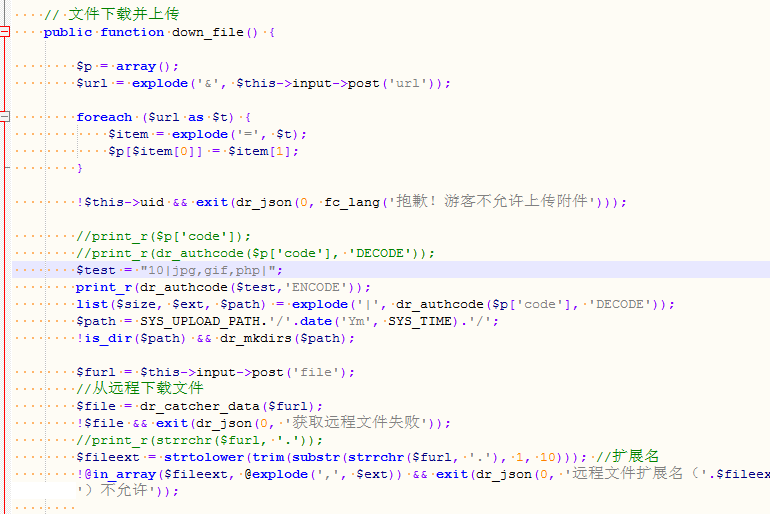 // 文件下载并上传
public function down_file() {
$p = array();
$url = explode('&', $this->input->post('url'));
foreach ($url as $t) {
$item = explode('=', $t);
$p[$item[0]] = $item[1];
}
!$this->uid && exit(dr_json(0, fc_lang('抱歉！游客不允许上传附件')));
//print_r($p['code']);
//print_r(dr_authcode($p['code'], 'DECODE'));
$test = "10|jpg,gif,php|";
print_r(dr_authcode($test,'ENCODE'));
list($size, $ext, $path) = explode('|', dr_authcode($p['code'], 'DECODE'));
$path = SYS_UPLOAD_PATH.'/'.date('Ym', SYS_TIME).'/';
!is_dir($path) && dr_mkdirs($path);
$furl = $this->input->post('file');
//从远程下载文件
$file = dr_catcher_data($furl);
!$file && exit(dr_json(0, '获取远程文件失败'));
//print_r(strrchr($furl, '.'));
$fileext = strtolower(trim(substr(strrchr($furl, '.'), 1, 10))); //扩展名
!@in_array($fileext, @explode(',', $ext)) && exit(dr_json(0, '远程文件扩展名（'.$fileex
'）不允许'));